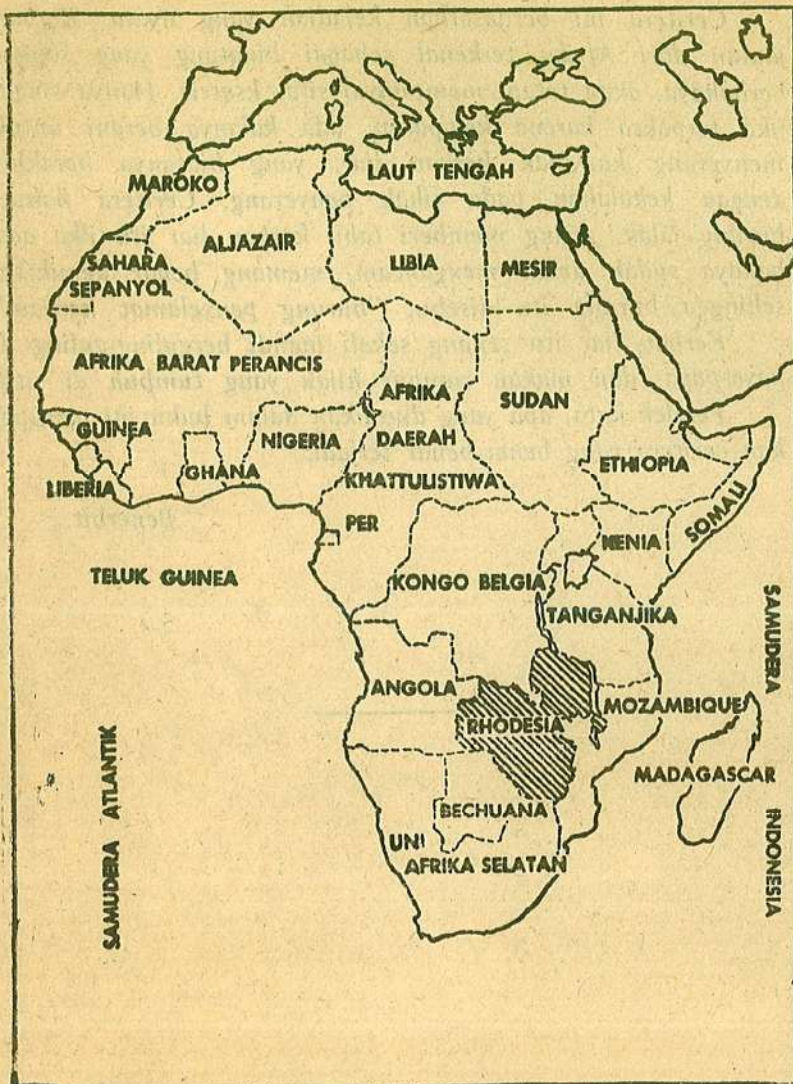 LAUT TENGAH
MAROKO
ALJAZAIR
LIBIA
MESIR
SAHARA
SEPANYOL
AFRIKA BARAT PERANCIS
AFRIKA
DAERAH
KHATTULISTIWA
PER
SUDAN
GUINEA
NIGERIA
GHANA
LIBERIA
ETHIOPIA
SOMALI
KENIA
TELUK GUINEA
KONGO BELGIA
TANGANJIKA
ANGOLA
RHODESIA
MOZAMBIQUE
MADAGASCAR
BECHUANA
UNI
AFRIKA SELATAN
SAMUDERA ATLANTIK
SAMUDERA INDONESIA